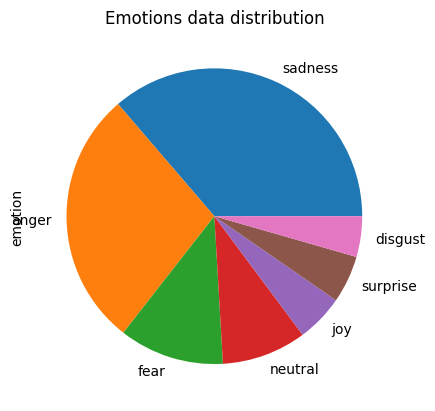 Emotions data distribution
sadness
anger
emotion
fear
neutral
joy
surprise
disgust